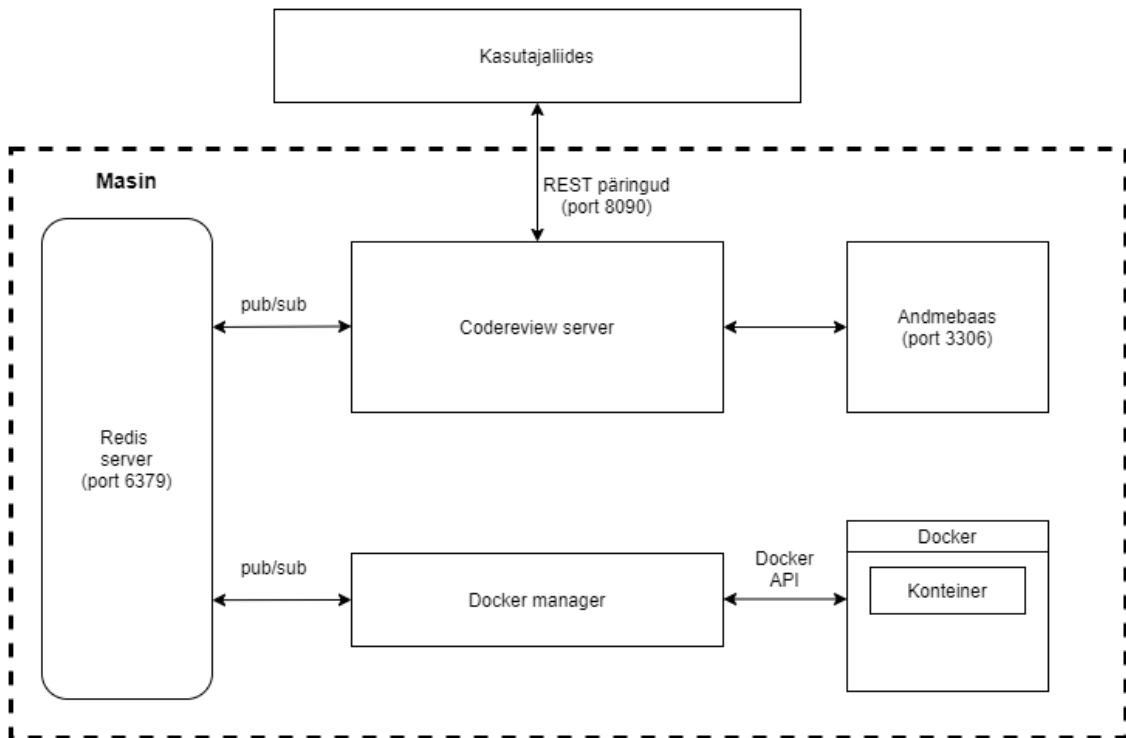 Kasutajaliides
Masin
REST päringud
(port 8090)
pub/sub
Codereview server
Andmebaas
(port 3306)
Redis
server
(port 6379)
pub/sub
Docker manager
Docker
API
Docker
Konteiner